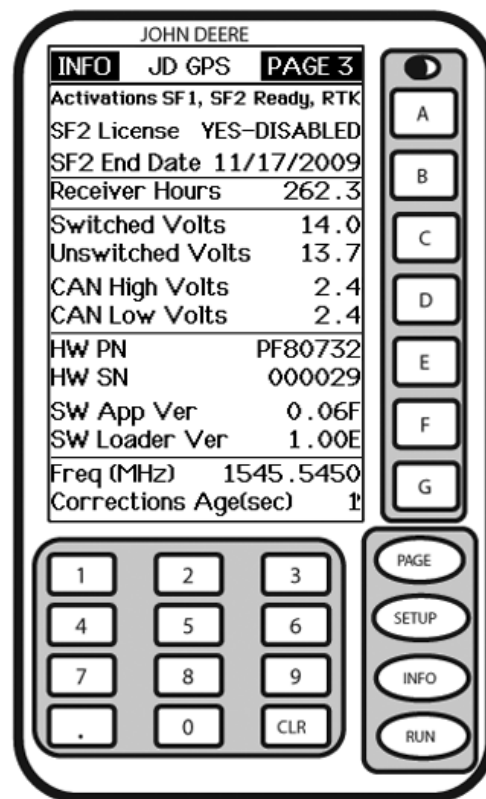 JOHN DEERE
INFO JD GPS PAGE 3
Activations SF1, SF2 Ready, RTK
SF2 License YES-DISABLED
SF2 End Date 11/17/2009
Receiver Hours 262.3
Switched Volts 14.0
Unswitched Volts 13.7
CAN High Volts 2.4
CAN Low Volts 2.4
HW PN PF80732
HW SN 000029
SW App Ver 0.06F
SW Loader Ver 1.00E
Freq (MHz) 1545.5450
Corrections Age(sec) 1
A
B
C
D
E
F
G
1 2 3
4 5 6
7 8 9
. 0 CLR
PAGE
SETUP
INFO
RUN